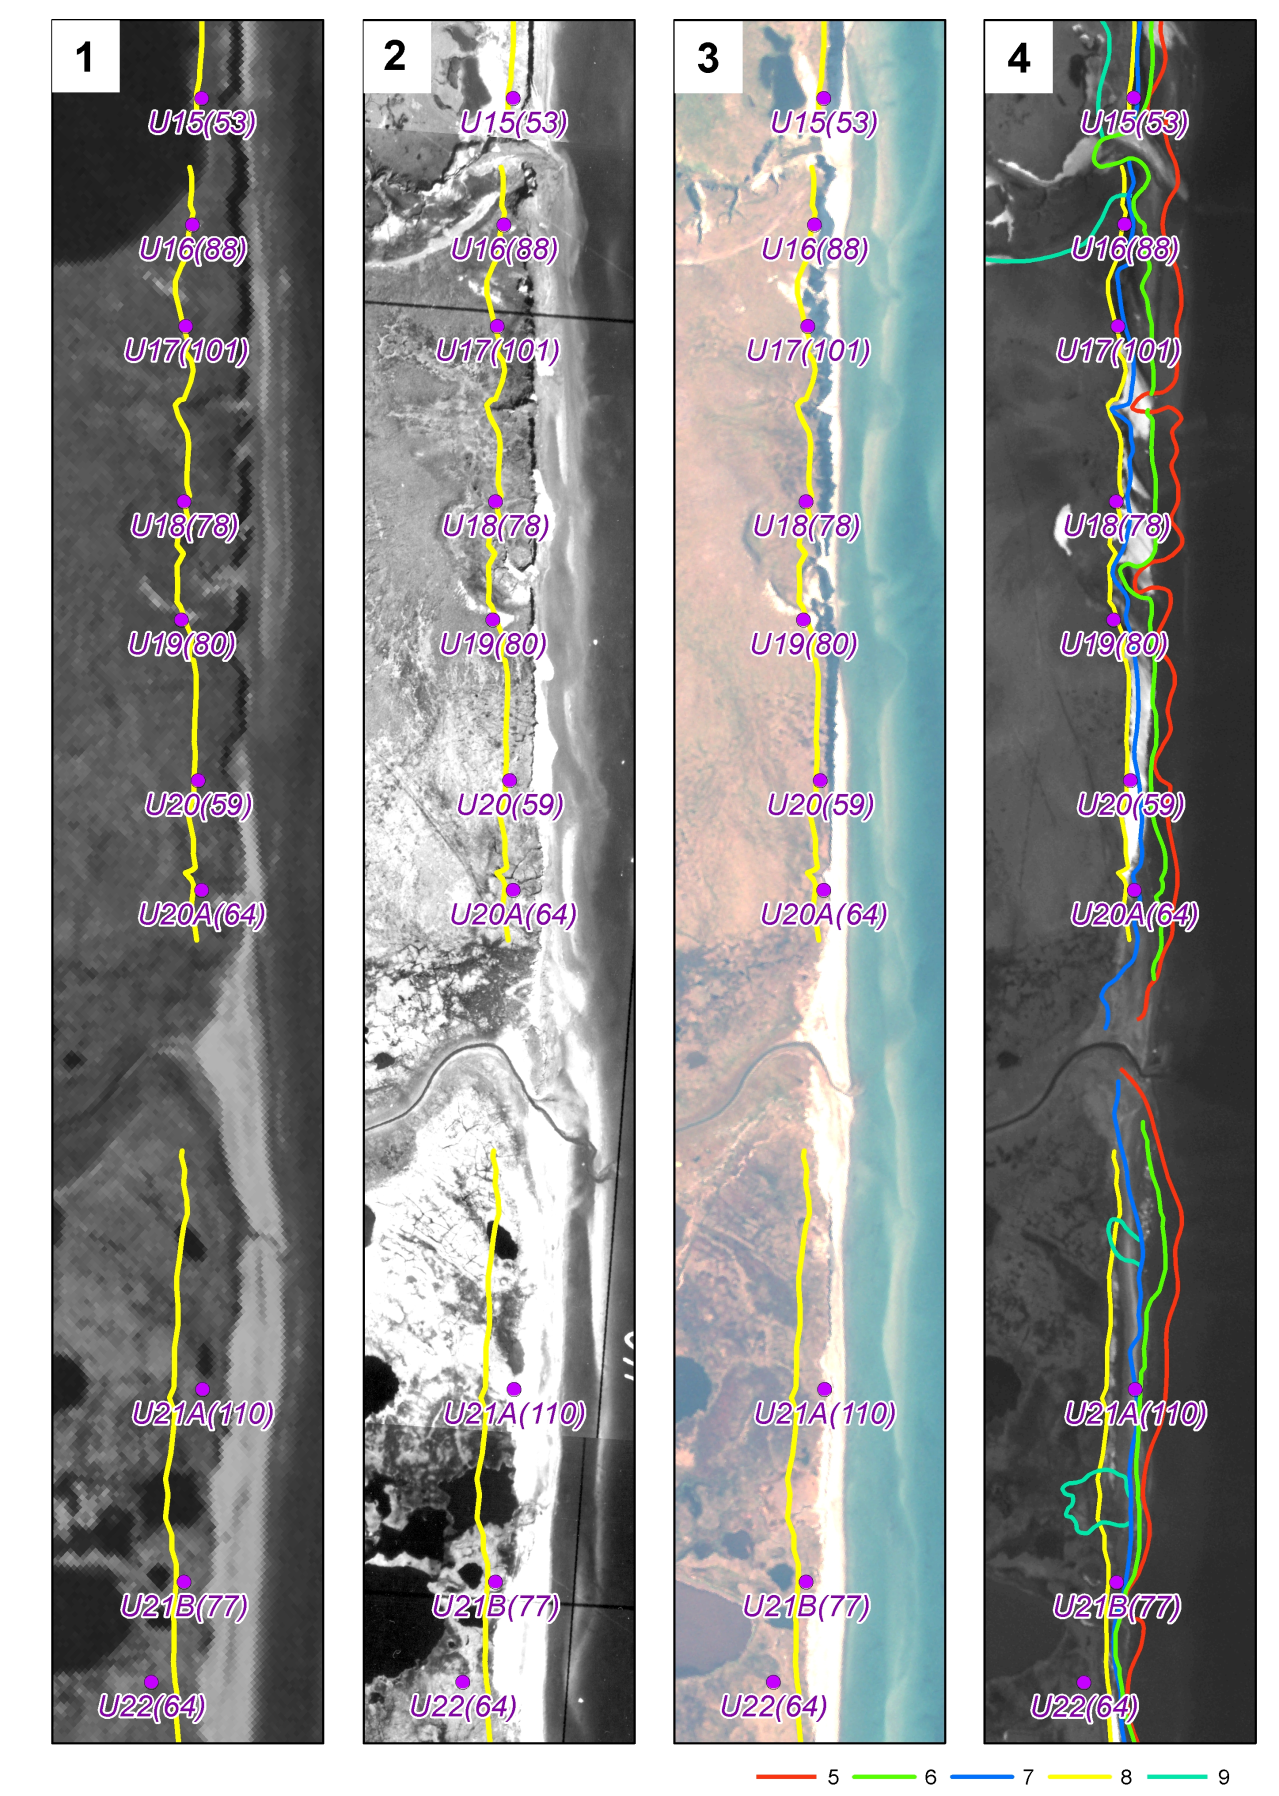 1
U15(53)
U16(88)
U17(101)
U18(78)
U19(80)
U20(59)
U20A(64)
U21A(110)
U21B(77)
U22(64)
2
U15(53)
U16(88)
U17(101)
U18(78)
U19(80)
U20(59)
U20A(64)
U21A(110)
U21B(77)
U22(64)
3
U15(53)
U16(88)
U17(101)
U18(78)
U19(80)
U20(59)
U20A(64)
U21A(110)
U21B(77)
U22(64)
4
U15(53)
U16(88)
U17(101)
U18(78)
U19(80)
U20(59)
U20A(64)
U21A(110)
U21B(77)
U22(64)
5 6 7 8 9